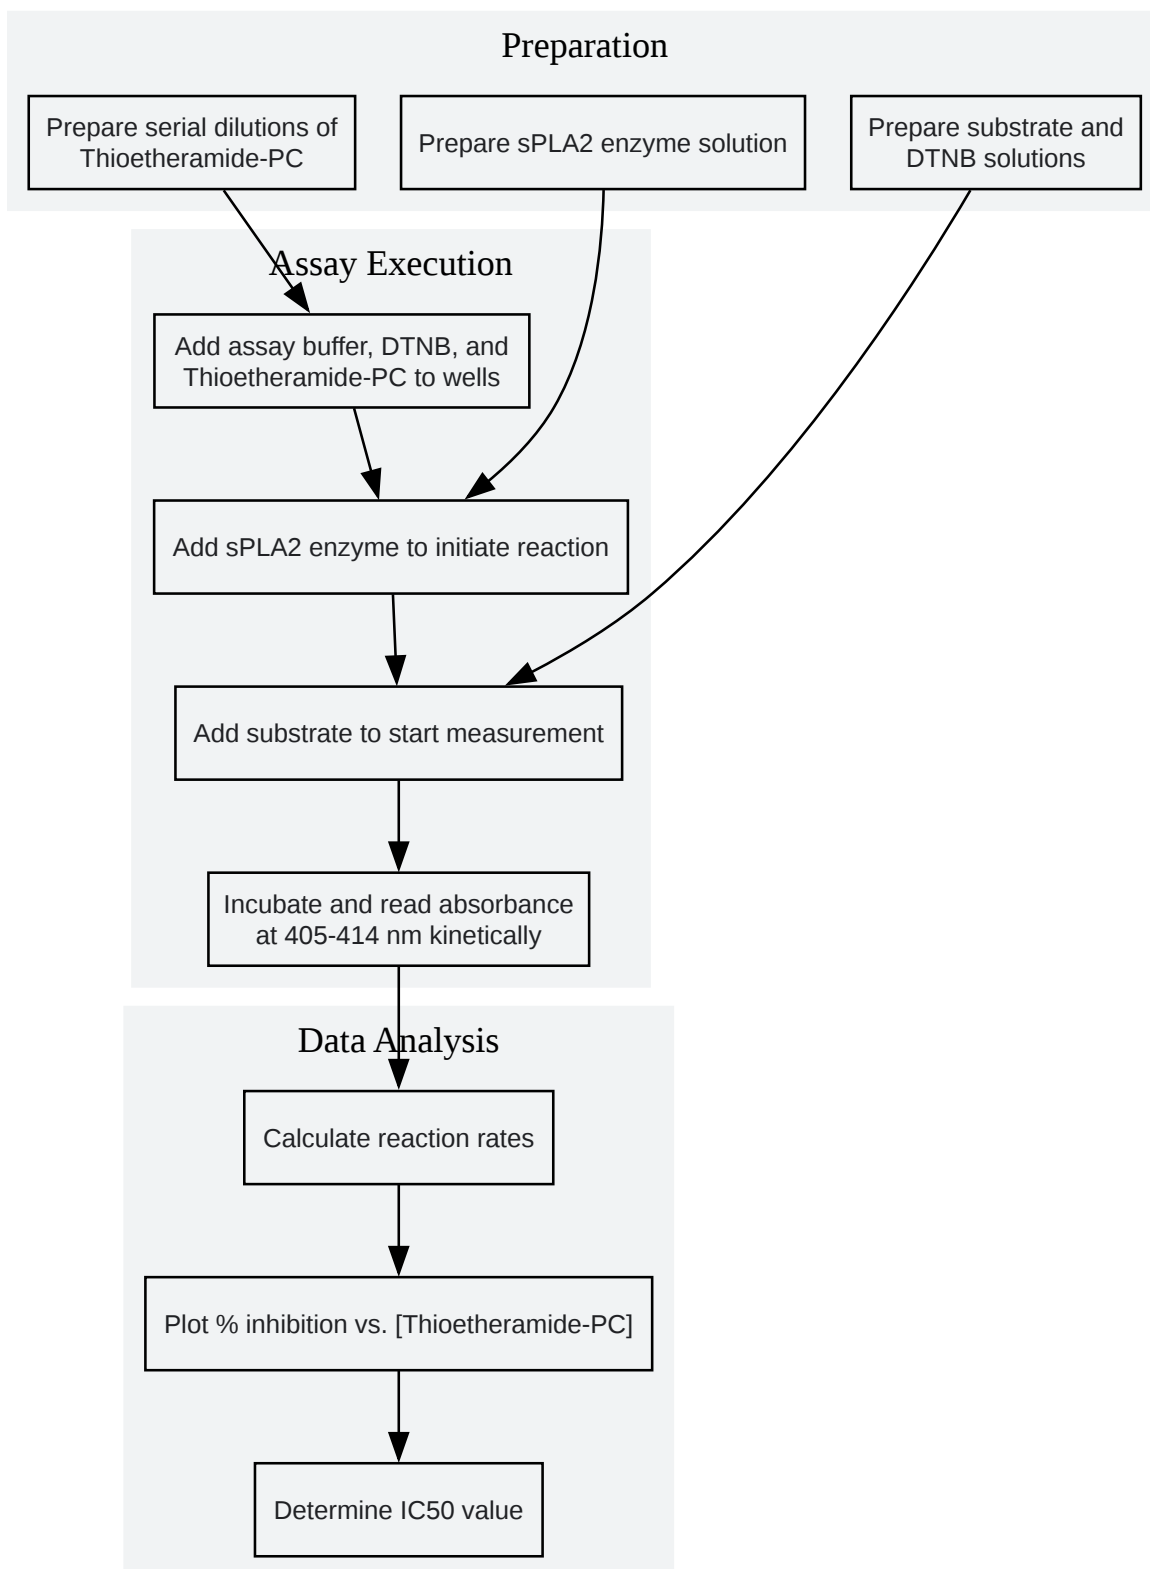 Preparation
Prepare serial dilutions of
Thioetheramide-PC
Prepare sPLA2 enzyme solution
Prepare substrate and
DTNB solutions
Assay Execution
Add assay buffer, DTNB, and
Thioetheramide-PC to wells
Add sPLA2 enzyme to initiate reaction
Add substrate to start measurement
Incubate and read absorbance
at 405-414 nm kinetically
Data Analysis
Calculate reaction rates
Plot % inhibition vs. [Thioetheramide-PC]
Determine IC50 value